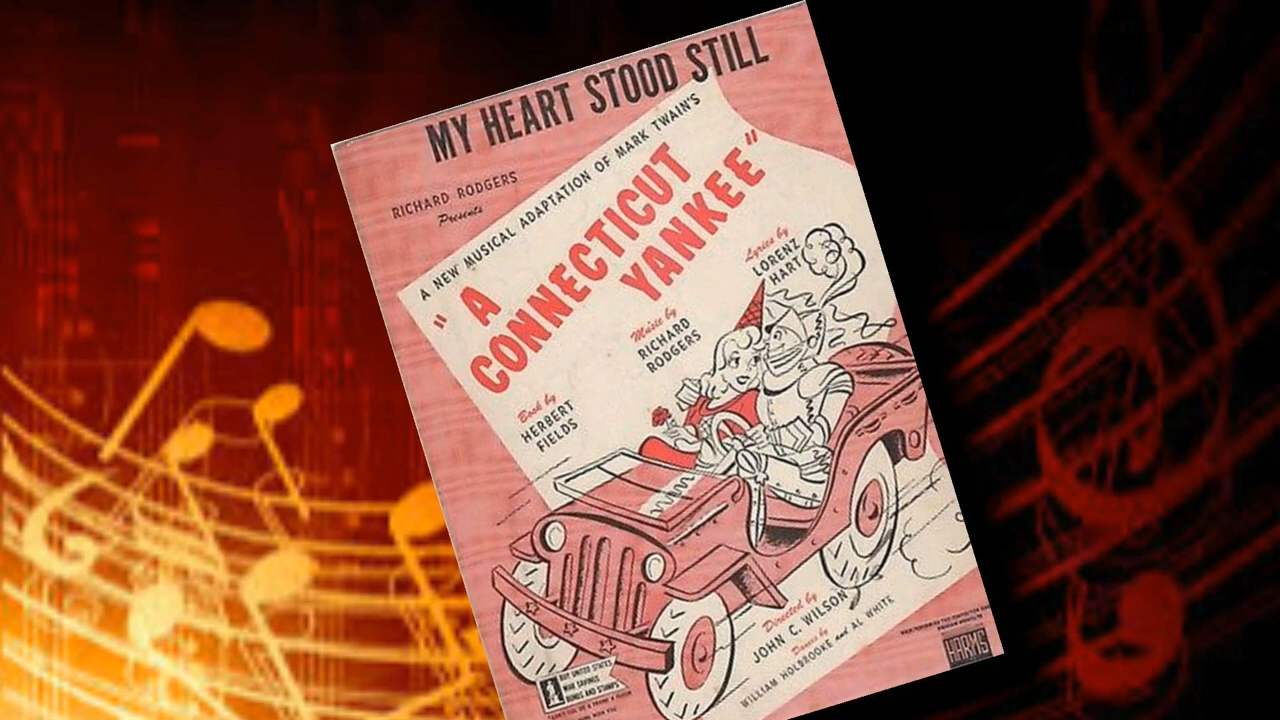 MY HEART STOOD STILL
RICHARD RODGERS
Presents
A NEW MUSICAL ADAPTATION OF MARK TWAIN'S
"A
CONNECTICUT
YANKEE"
Lyrics by
LORENZ
HART
Music by
RICHARD
RODGERS
Book by
HERBERT
FIELDS
A
Directed by
JOHN C. WILSON
Dances by
WILLIAM HOLBROOKE and AL WHITE
BUY UNITED STATES
WAR SAVINGS
BONDS AND STAMPS
HARMS